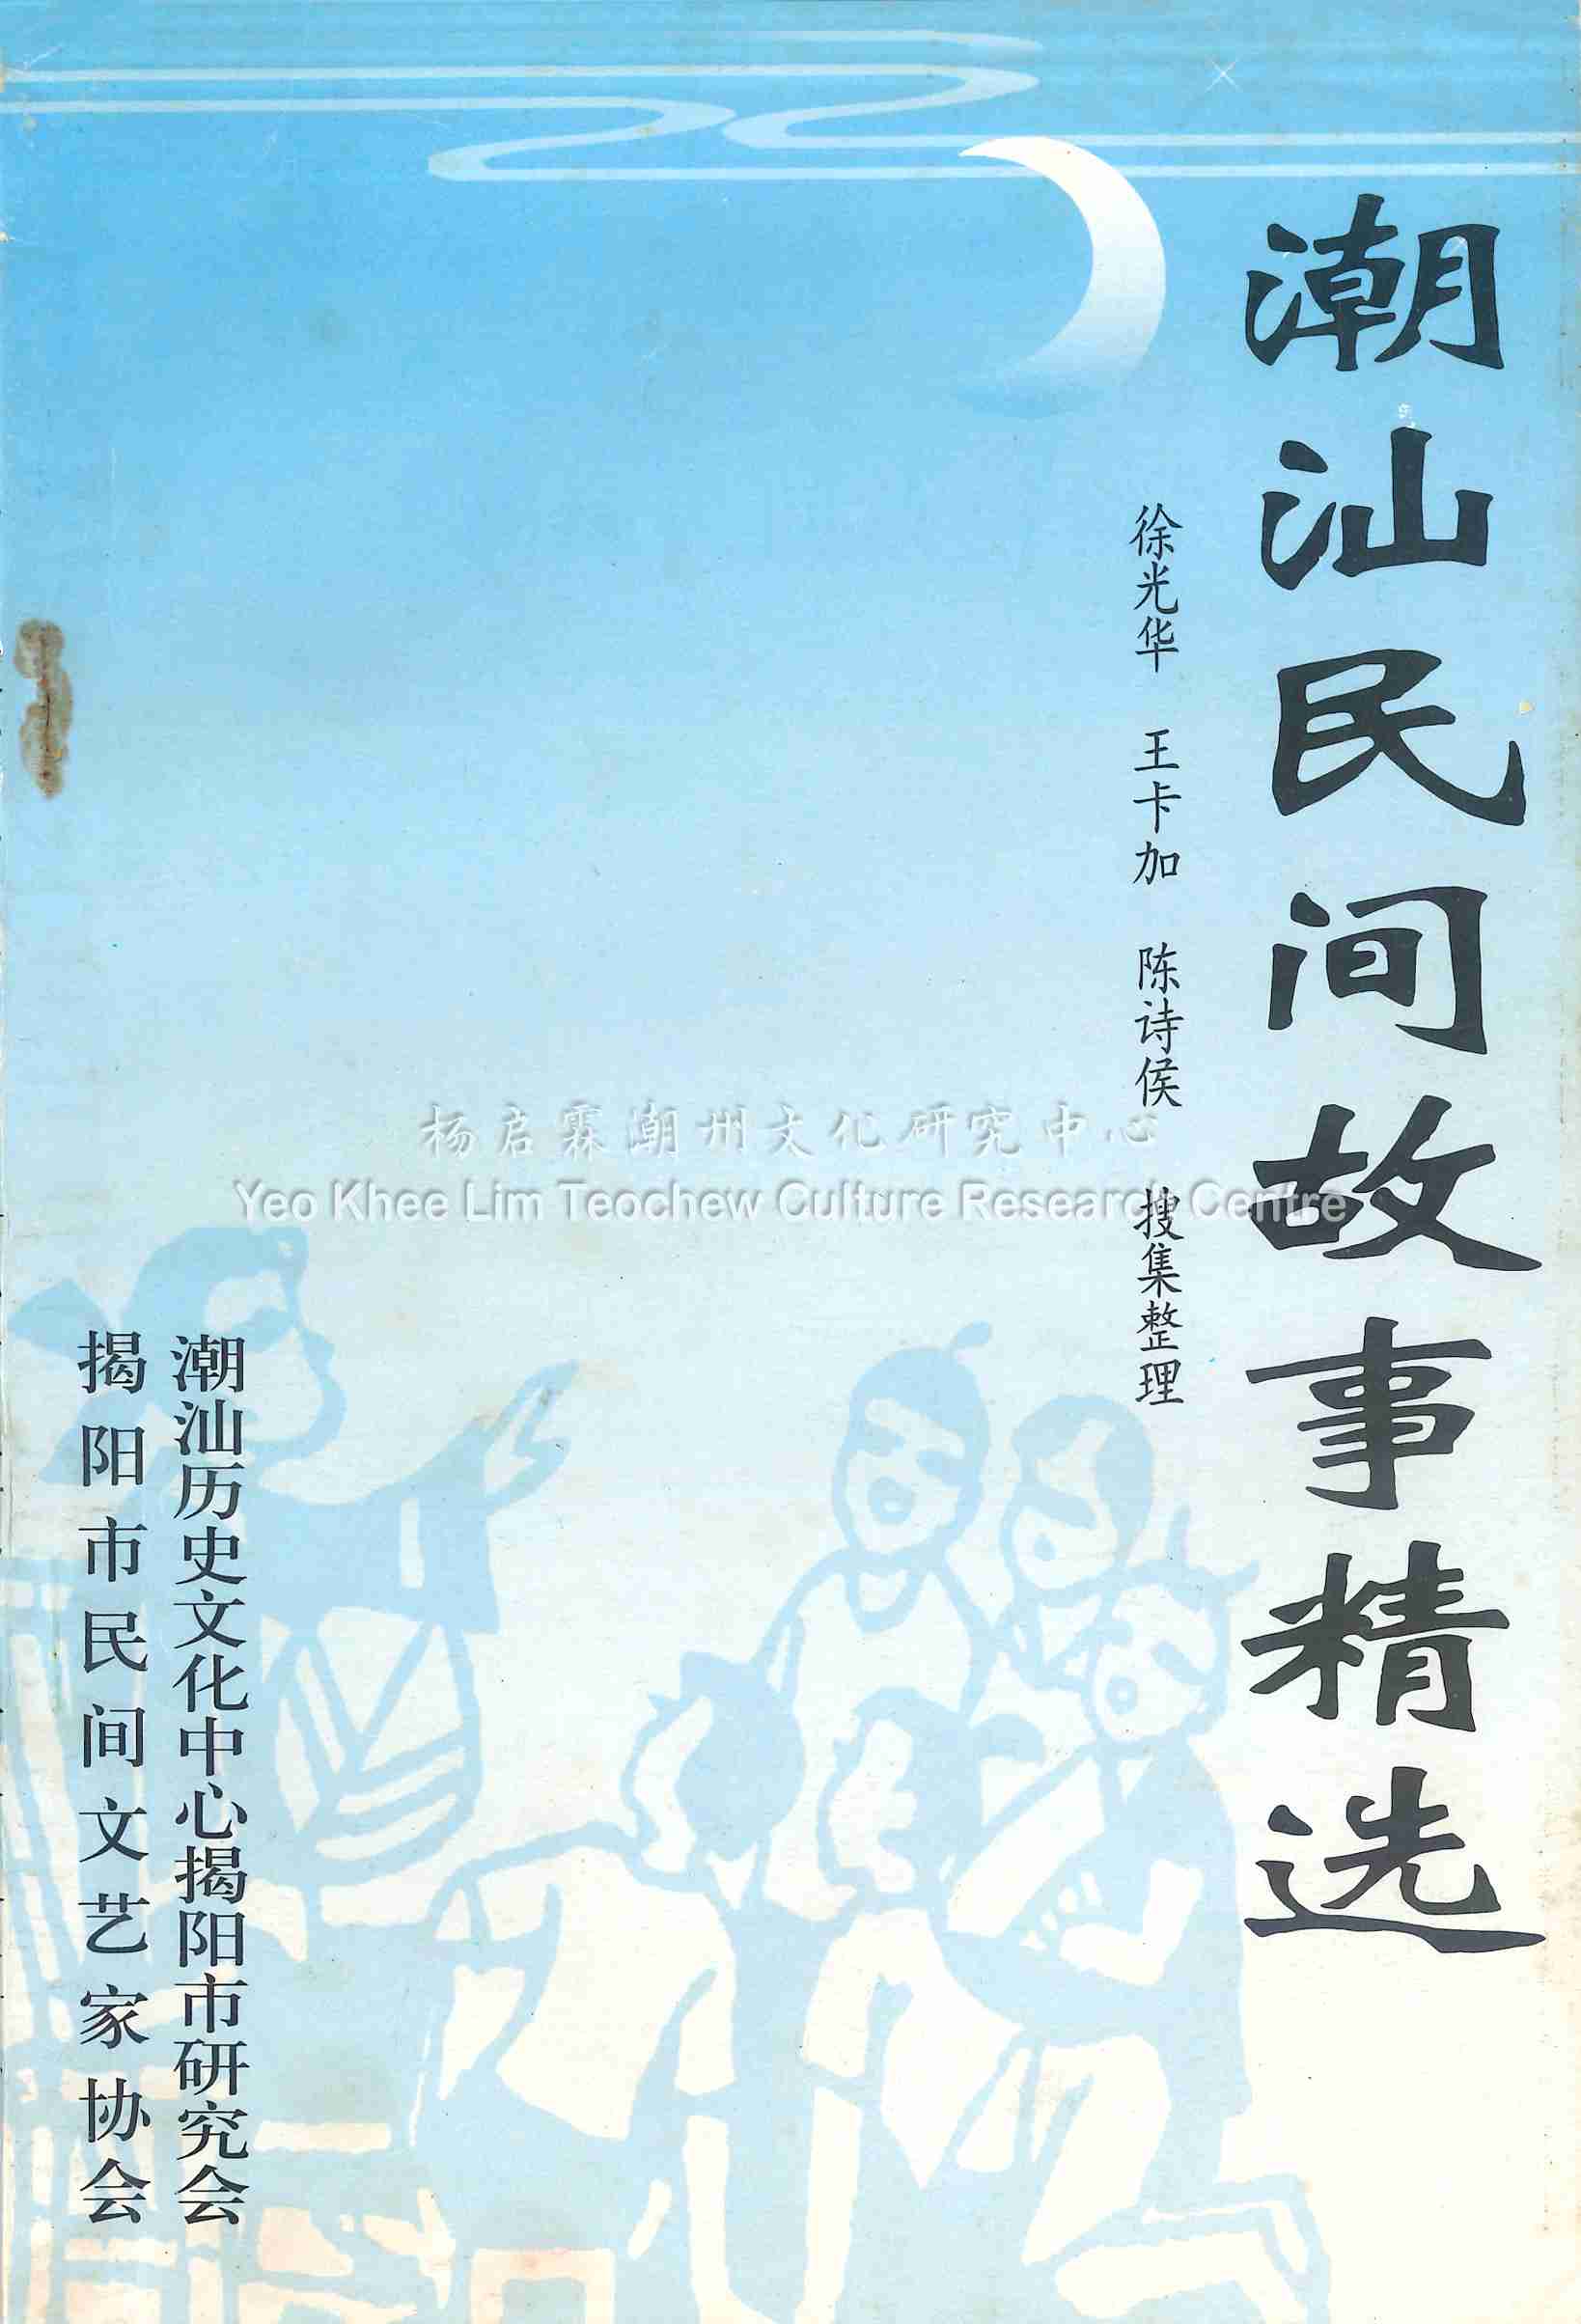 潮汕民间故事精选
徐光华 王卡加 陈诗侯 搜集整理
潮汕历史文化中心揭阳市研究会
揭阳市民间文艺家协会
杨启霖潮州文化研究中心
Yeo Khee Lim Teochew Culture Research Centre